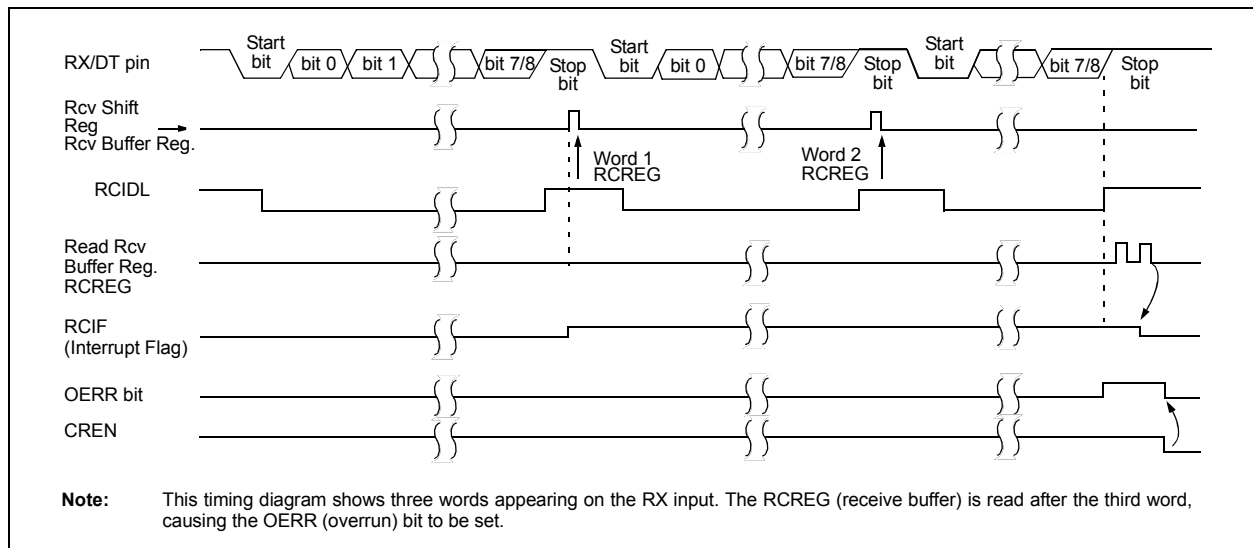 RX/DT pin
Start
bit
bit 0
bit 1
bit 7/8
Stop
bit
Start
bit
bit 0
bit 7/8
Stop
bit
Start
bit
bit 7/8
Stop
bit
Rcv Shift
Reg
Rcv Buffer Reg.
Word 1
RCREG
Word 2
RCREG
RCIDL
Read Rcv
Buffer Reg.
RCREG
RCIF
(Interrupt Flag)
OERR bit
CREN
Note: This timing diagram shows three words appearing on the RX input. The RCREG (receive buffer) is read after the third word,
causing the OERR (overrun) bit to be set.